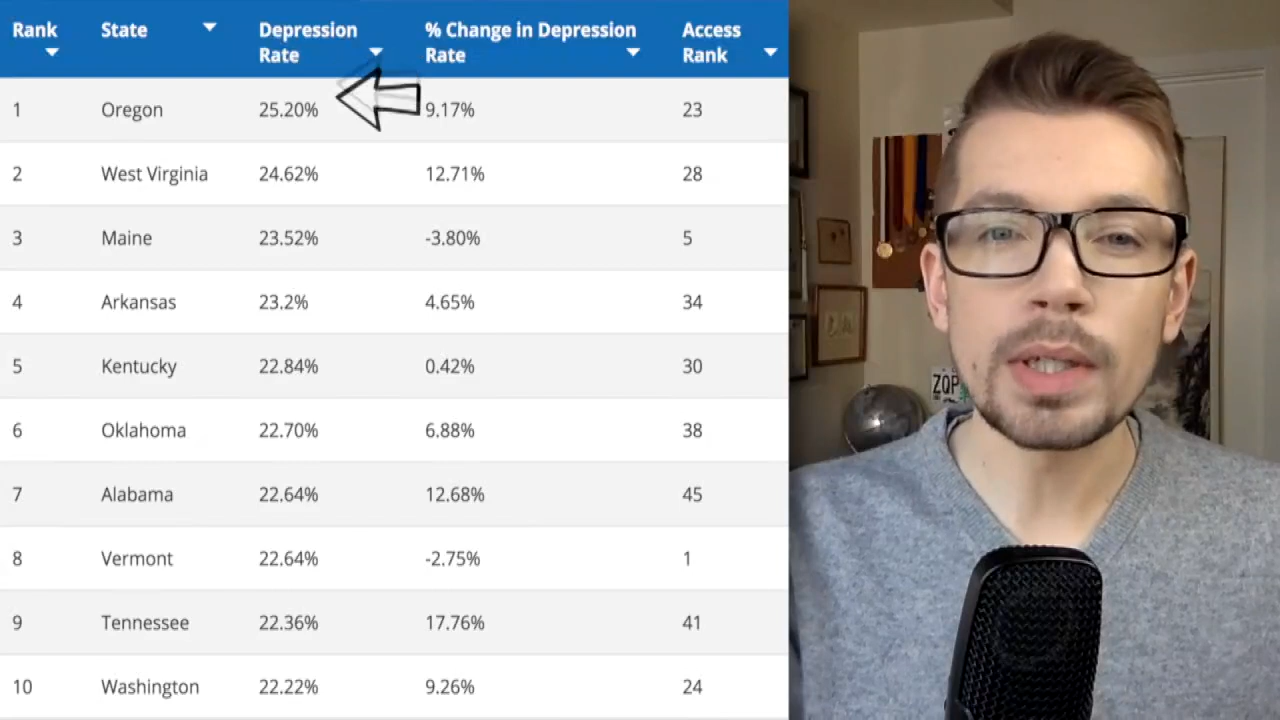 Rank State Depression Rate % Change in Depression Rate Access Rank
1 Oregon 25.20% 9.17% 23
2 West Virginia 24.62% 12.71% 28
3 Maine 23.52% -3.80% 5
4 Arkansas 23.2% 4.65% 34
5 Kentucky 22.84% 0.42% 30
6 Oklahoma 22.70% 6.88% 38
7 Alabama 22.64% 12.68% 45
8 Vermont 22.64% -2.75% 1
9 Tennessee 22.36% 17.76% 41
10 Washington 22.22% 9.26% 24
ZQP